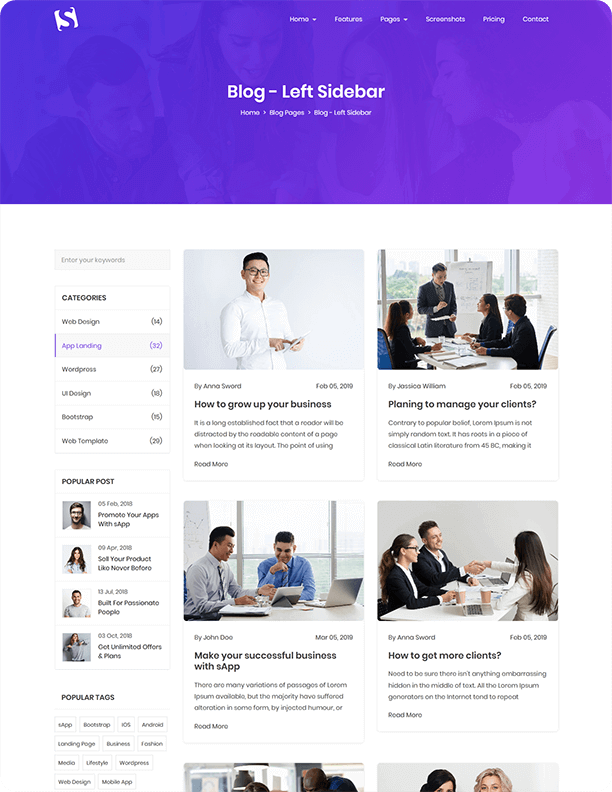 S
Home Features Pages Screenshots Pricing Contact
Blog - Left Sidebar
Home > Blog Pages > Blog - Left Sidebar
Enter your keywords
CATEGORIES
Web Design (14)
App Landing (32)
Wordpress (27)
UI Design (18)
Bootstrap (15)
Web Template (29)
POPULAR POST
05 Feb, 2018
Promote Your Apps
With sApp
09 Apr, 2018
Sell Your Product
Like Never Before
13 Jul, 2018
Built For Passionate
People
03 Oct, 2018
Get Unlimited Offers
& Plans
POPULAR TAGS
sApp Bootstrap IOS Android
Landing Page Business Fashion
Media Lifestyle Wordpress
Web Design Mobile App
By Anna Sword Feb 05, 2019
How to grow up your business
It is a long established fact that a reader will be
distracted by the readable content of a page
when looking at its layout. The point of using
Read More
By Jassica William Feb 05, 2019
Planing to manage your clients?
Contrary to popular belief, Lorem Ipsum is not
simply random text. It has roots in a piece of
classical Latin literature from 45 BC, making it
Read More
By John Doe Mar 05, 2019
Make your successful business
with sApp
There are many variations of passages of Lorem
Ipsum available, but the majority have suffered
alteration in some form, by injected humour, or
Read More
By Anna Sword Feb 05, 2019
How to get more clients?
Need to be sure there isn't anything embarrassing
hidden in the middle of text. All the Lorem Ipsum
generators on the Internet tend to repeat
Read More